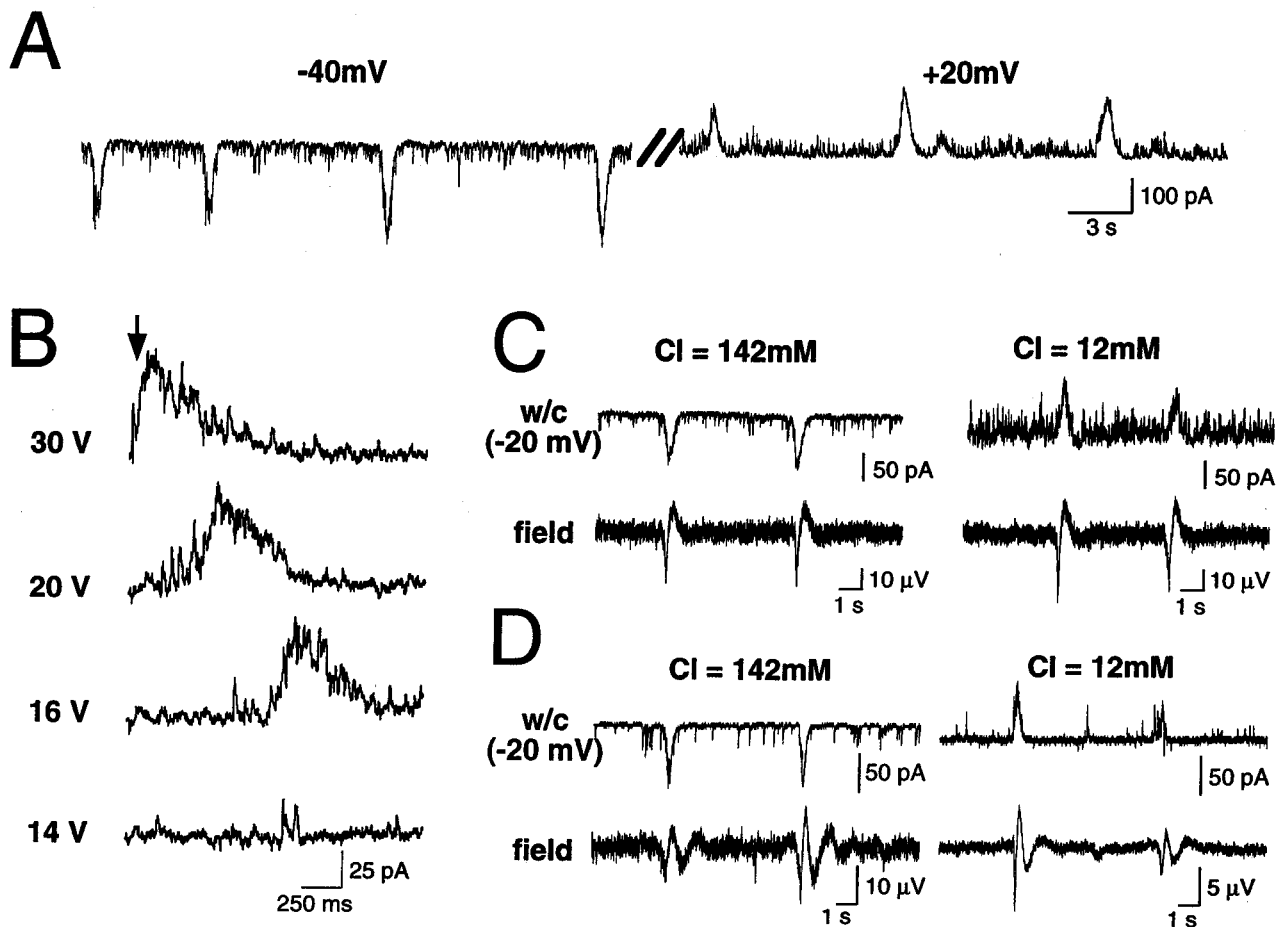 A
-40mV
+20mV
100 pA
3 s
B
30 V
20 V
16 V
14 V
25 pA
250 ms
C
Cl = 142mM
Cl = 12mM
w/c
(-20 mV)
50 pA
50 pA
field
10 µV
1 s
10 µV
1 s
D
Cl = 142mM
Cl = 12mM
w/c
(-20 mV)
50 pA
50 pA
field
10 µV
1 s
5 µV
1 s